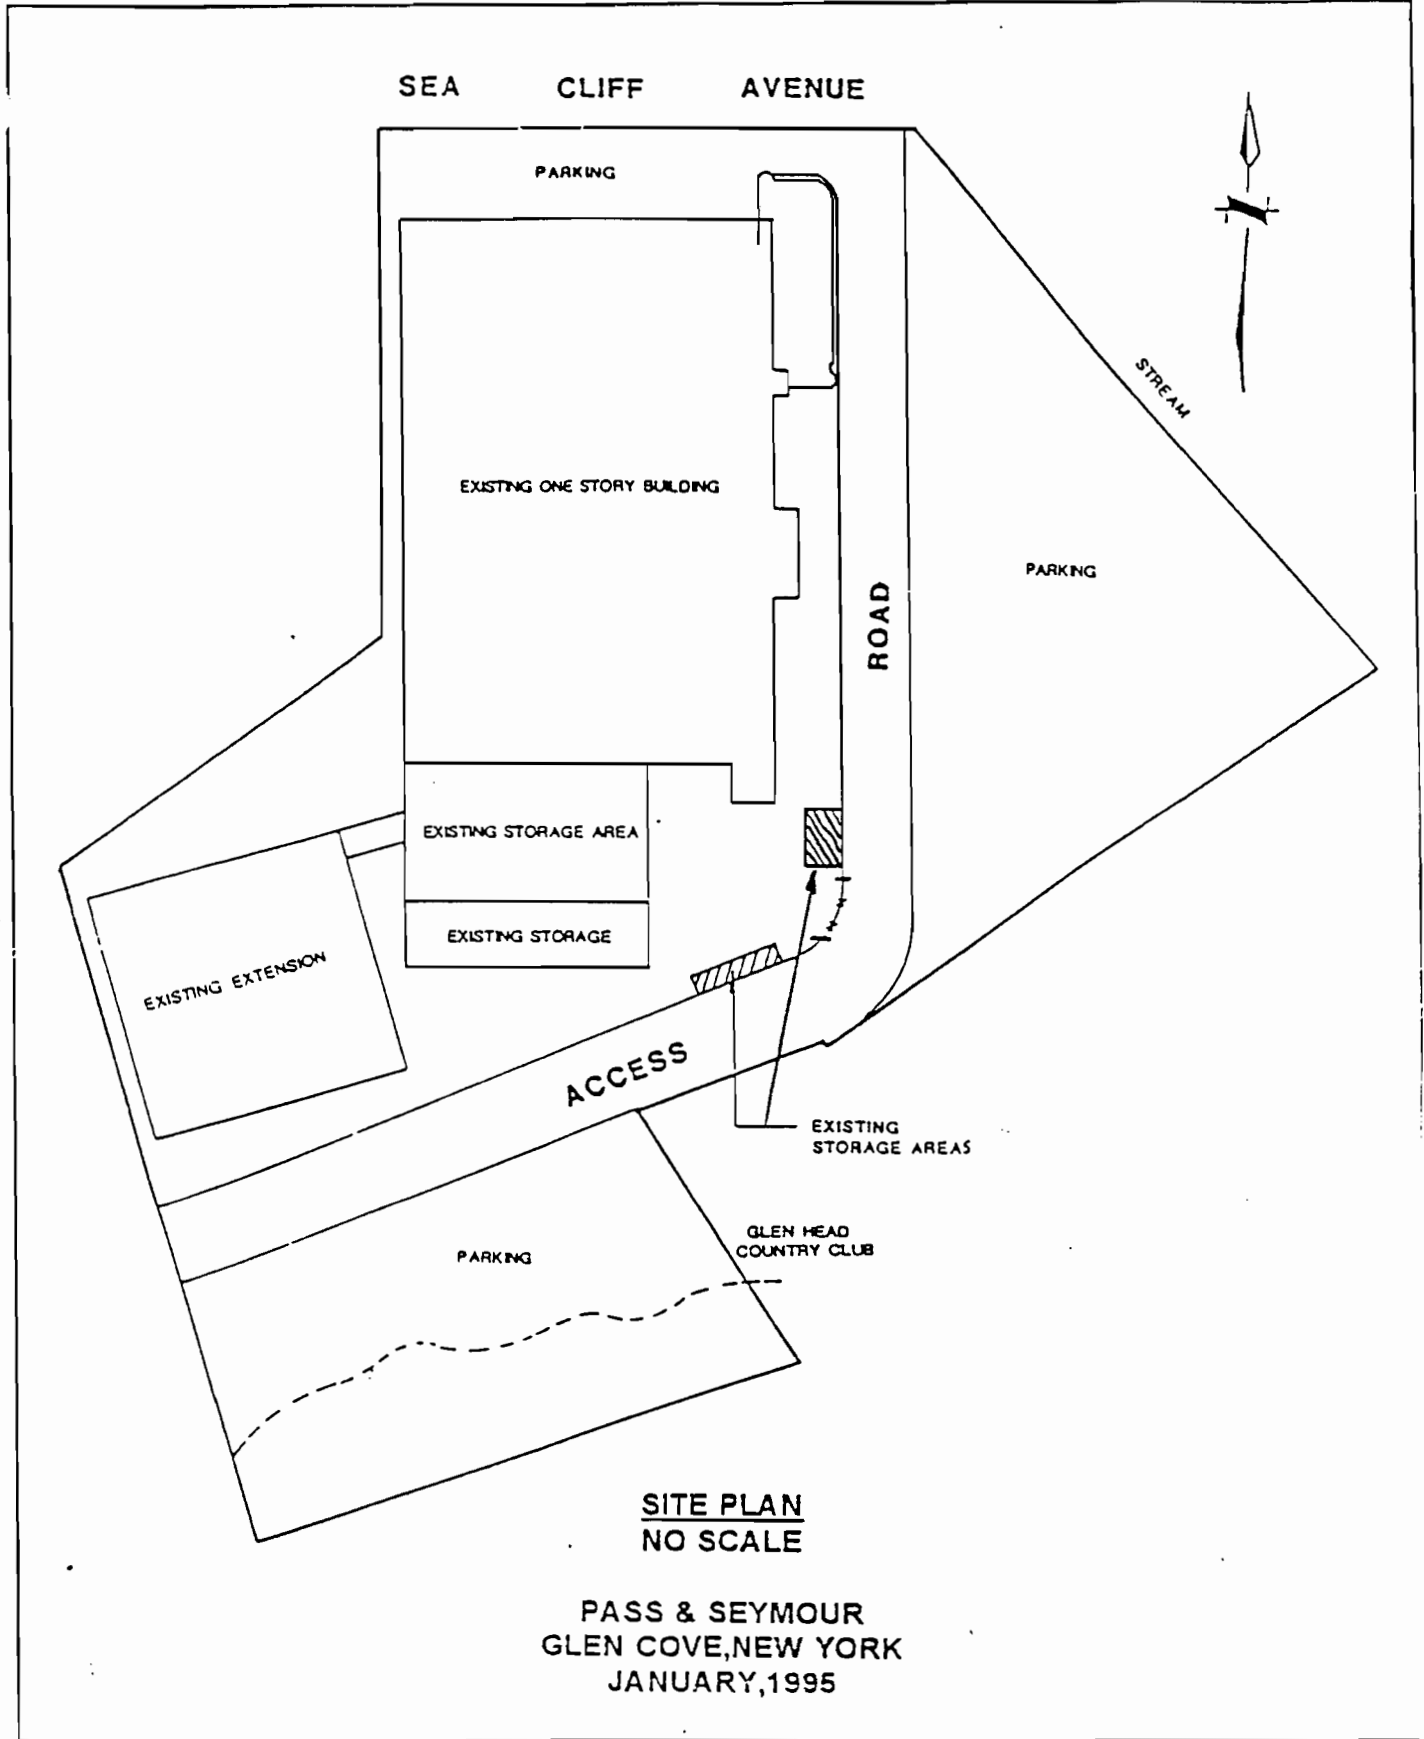 SEA CLIFF AVENUE
PARKING
STREAM
EXISTING ONE STORY BUILDING
PARKING
ROAD
EXISTING STORAGE AREA
EXISTING STORAGE
EXISTING EXTENSION
ACCESS
EXISTING
STORAGE AREAS
GLEN HEAD
COUNTRY CLUB
PARKING
SITE PLAN
NO SCALE
PASS & SEYMOUR
GLEN COVE,NEW YORK
JANUARY,1995